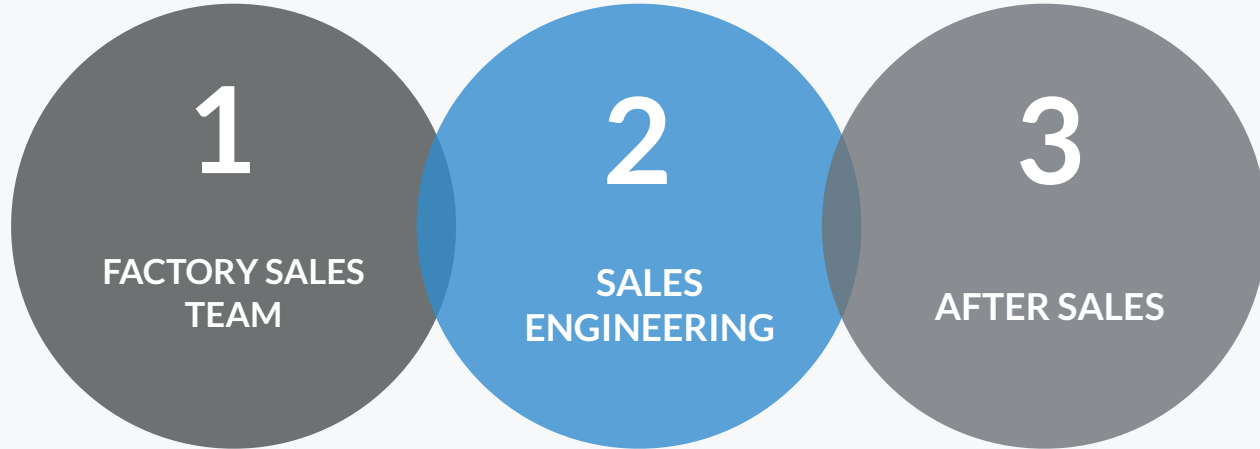 1
FACTORY SALES
TEAM
2
SALES
ENGINEERING
3
AFTER SALES